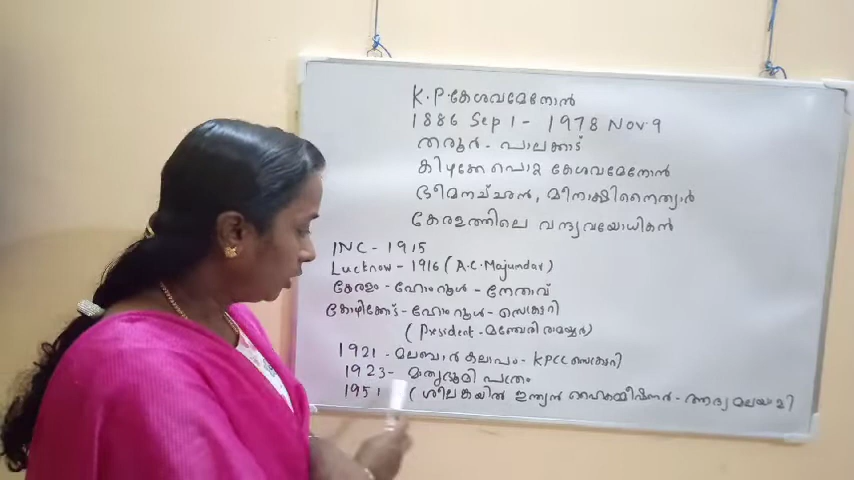 K.P.കേശവമേനോൻ
1886 Sep 1 - 1978 Nov 9
തരൂർ - പാലക്കാട്
കിഴക്കേ പൊറ്റ കേശവമേനോൻ
ഭീമനച്ചൻ, മീനാക്ഷിനൈത്യാർ
കേരളത്തിലെ വന്ദ്യവയോധികൻ
INC - 1915
Lucknow - 1916 (A.C.Majundar)
കേരളം - ഹോംറൂൾ - നേതാവ്
കോഴിക്കോട് - ഹോംറൂൾ - സെക്രട്ടറി
(President - മഞ്ചേരി രാമയ്യർ)
1921 - മലബാർ കലാപം - KPCC സെക്രട്ടറി
1923 - മാതൃഭൂമി പത്രം
1951 (ശ്രീലങ്കയിൽ ഇന്ത്യൻ ഹൈകമ്മീഷണർ - ആദ്യമലയാളി